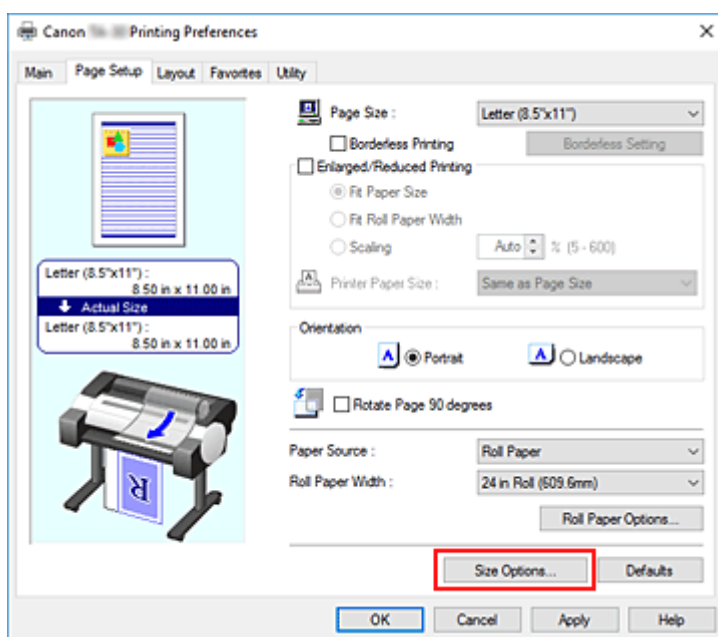 Canon Printing Preferences
Main Page Setup Layout Favorites Utility
Page Size : Letter (8.5"x11")
Borderless Printing Borderless Setting
Enlarged/Reduced Printing
Fit Paper Size
Fit Roll Paper Width
Scaling Auto % (5 - 600)
Printer Paper Size : Same as Page Size
Letter (8.5"x11") :
8.50 in x 11.00 in
Actual Size
Letter (8.5"x11") :
8.50 in x 11.00 in
Orientation
A Portrait A Landscape
Rotate Page 90 degrees
Paper Source : Roll Paper
Roll Paper Width : 24 in Roll (609.6mm)
R
Roll Paper Options...
Size Options... Defaults
OK Cancel Apply Help